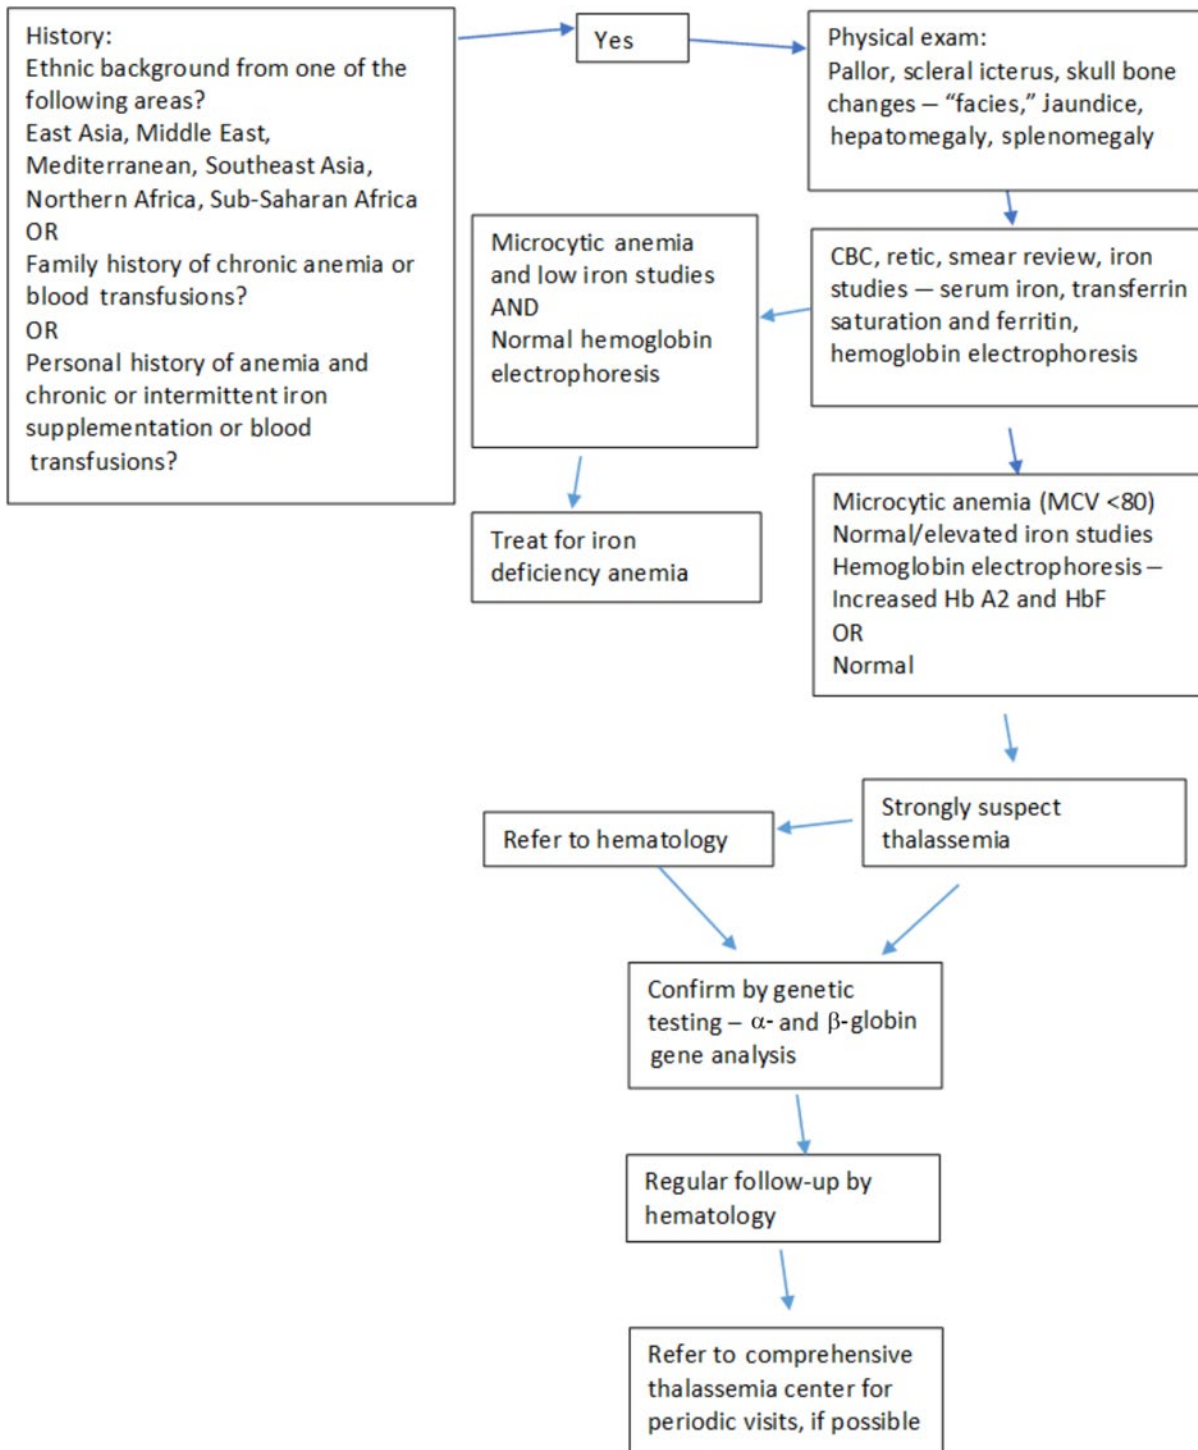 History:
Ethnic background from one of the
following areas?
East Asia, Middle East,
Mediterranean, Southeast Asia,
Northern Africa, Sub-Saharan Africa
OR
Family history of chronic anemia or
blood transfusions?
OR
Personal history of anemia and
chronic or intermittent iron
supplementation or blood
transfusions?
Yes
Physical exam:
Pallor, scleral icterus, skull bone
changes – “facies,” Jaundice,
hepatomegaly, splenomegaly
CBC, retic, smear review, iron
studies – serum iron, transferrin
saturation and ferritin,
hemoglobin electrophoresis
Microcytic anemia
and low iron studies
AND
Normal hemoglobin
electrophoresis
Treat for iron
deficiency anemia
Microcytic anemia (MCV <80)
Normal/elevated iron studies
Hemoglobin electrophoresis –
Increased Hb A2 and HbF
OR
Normal
Strongly suspect
thalassemia
Refer to hematology
Confirm by genetic
testing – α- and β-globin
gene analysis
Regular follow-up by
hematology
Refer to comprehensive
thalassemia center for
periodic visits, if possible